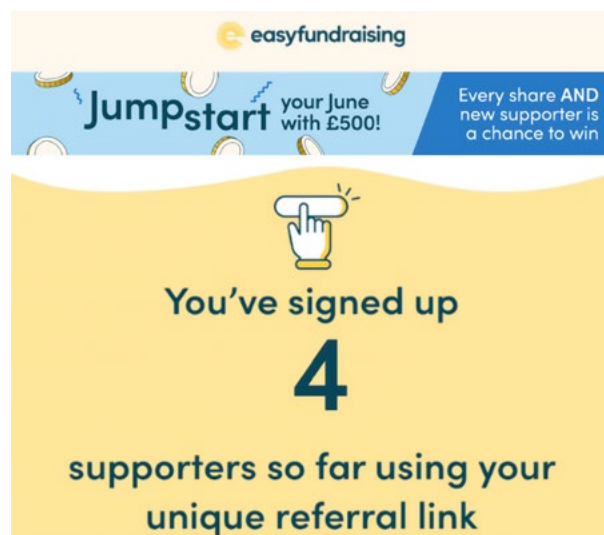 easyfundraising
Jumpstart your June
with £500!
Every share AND
new supporter is
a chance to win
You've signed up
4
supporters so far using your
unique referral link